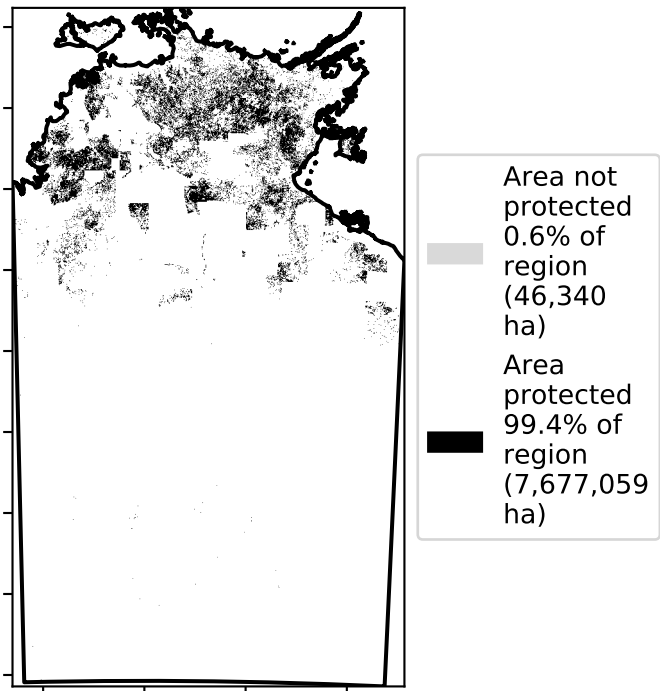 Area not
protected
0.6% of
region
(46,340
ha)
Area
protected
99.4% of
region
(7,677,059
ha)